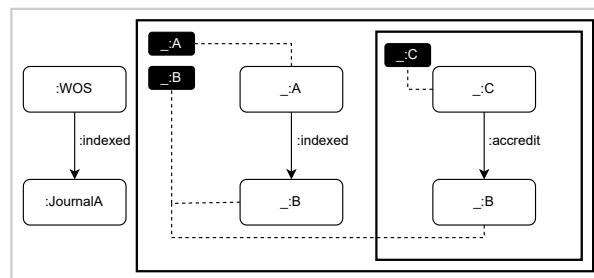 _:A
_:C
_:B
:WOS
_:A
_:C
:indexed
:indexed
:accredit
:JournalA
_:B
_:B